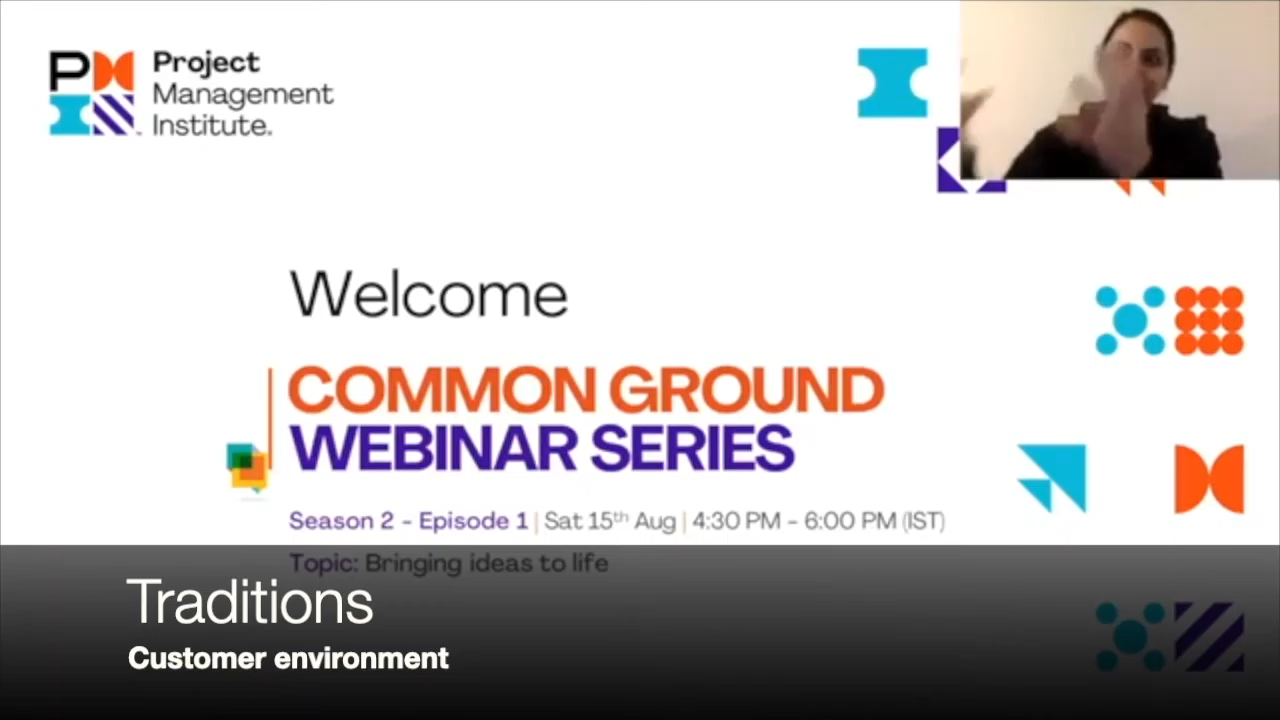 Project
Management
Institute.
Welcome
COMMON GROUND
WEBINAR SERIES
Season 2 - Episode 1 | Sat 15th Aug | 4:30 PM - 6:00 PM (IST)
Topic: Bringing ideas to life
Traditions
Customer environment